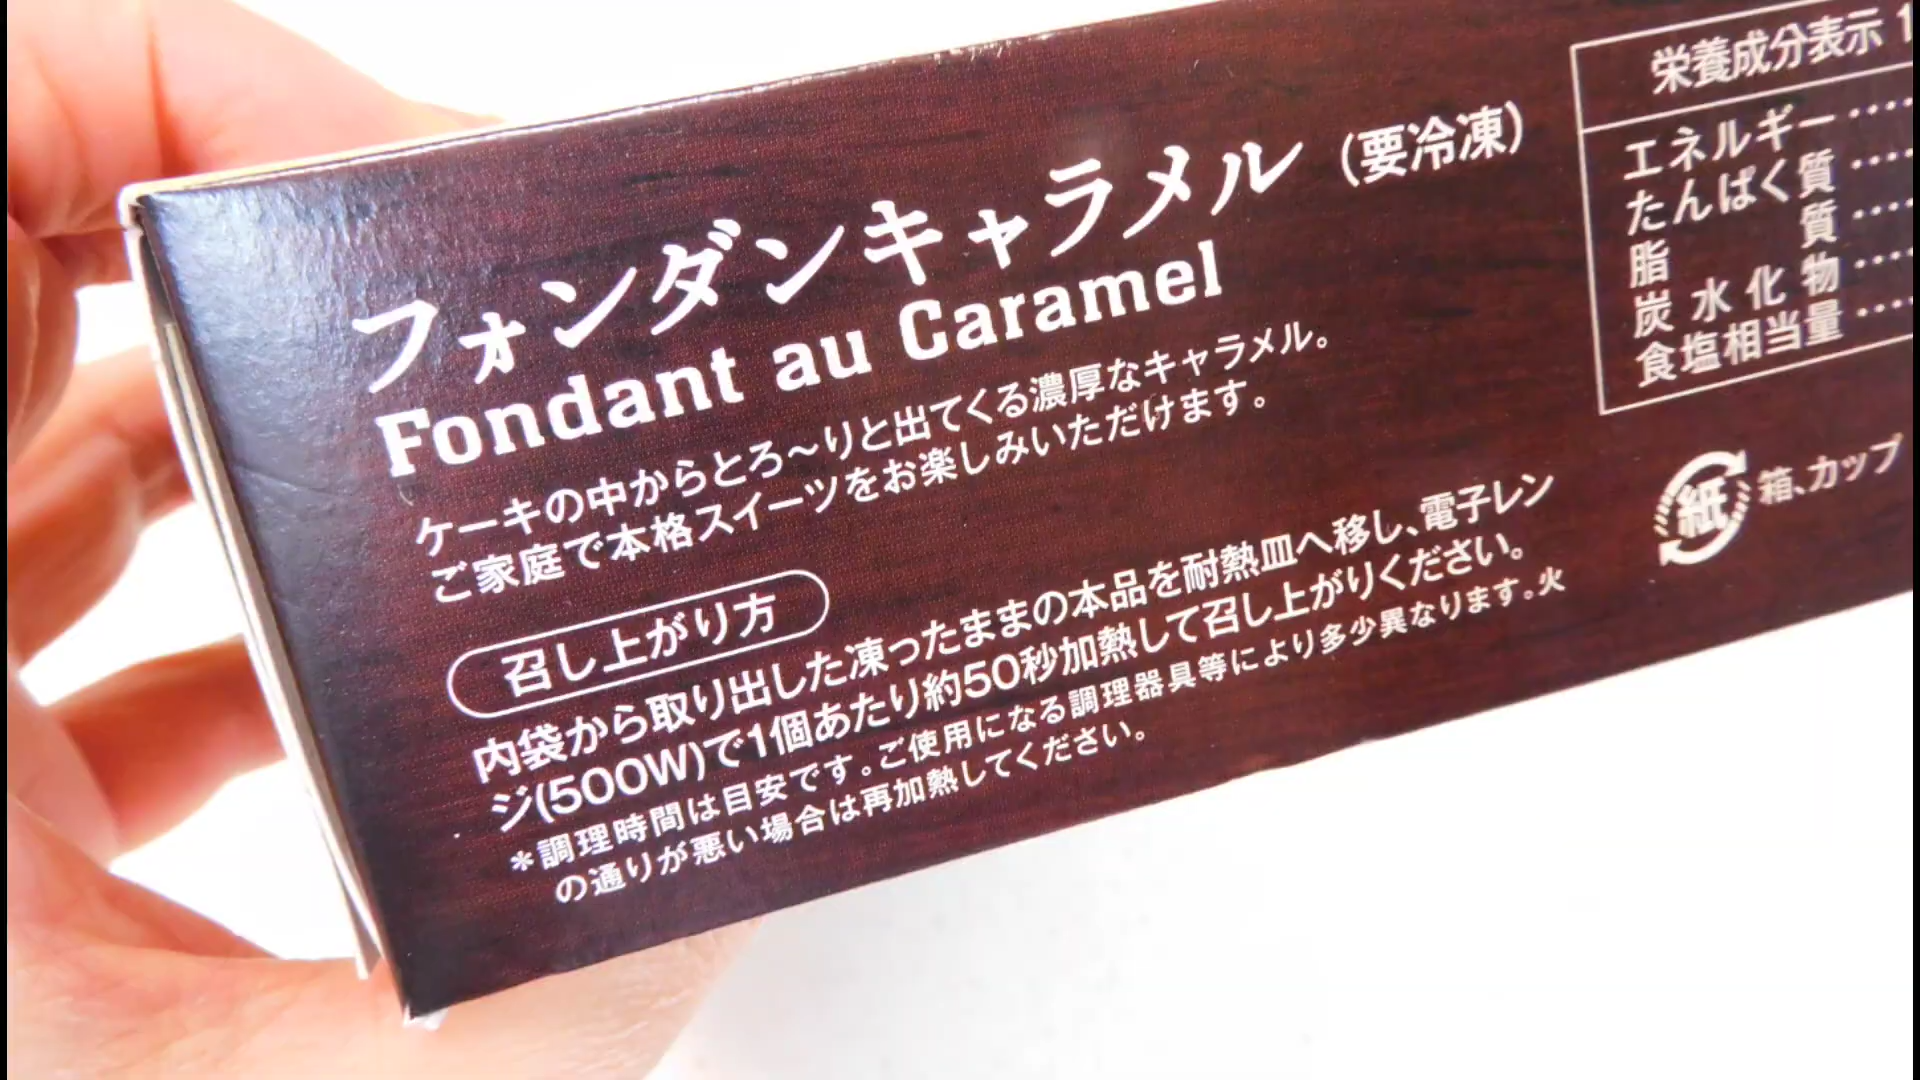 フォンダンキャラメル (要冷凍)
Fondant au Caramel
ケーキの中からとろ～りと出てくる濃厚なキャラメル。
ご家庭で本格スイーツをお楽しみいただけます。
召し上がり方
内袋から取り出した凍ったままの本品を耐熱皿へ移し、電子レン
ジ(500W)で1個あたり約50秒加熱して召し上がりください。
＊調理時間は目安です。ご使用になる調理器具等により多少異なります。火
の通りが悪い場合は再加熱してください。
栄養成分表示 1
エネルギー‥‥
たんぱく質‥‥
脂質‥‥
炭水化物‥‥
食塩相当量‥‥
紙 箱、カップ